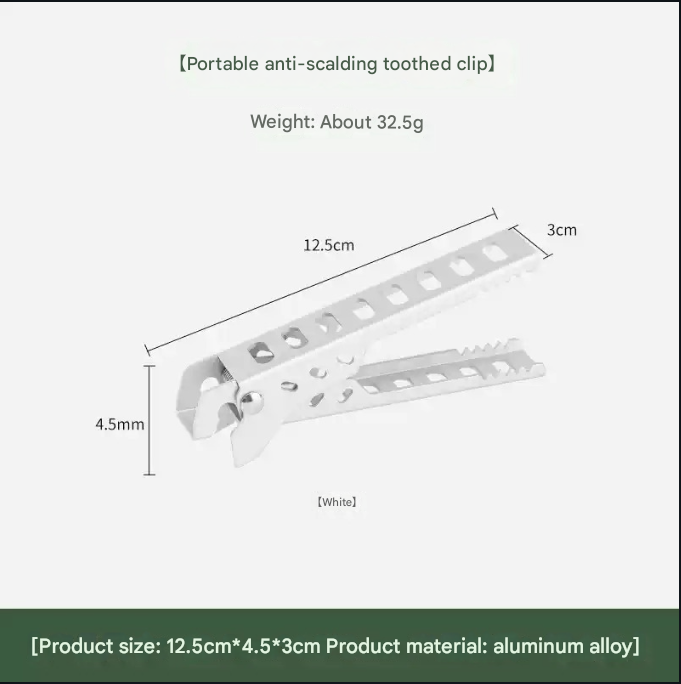 【Portable anti-scalding toothed clip】
Weight: About 32.5g
12.5cm
3cm
4.5mm
【White】
[Product size: 12.5cm*4.5*3cm Product material: aluminum alloy]